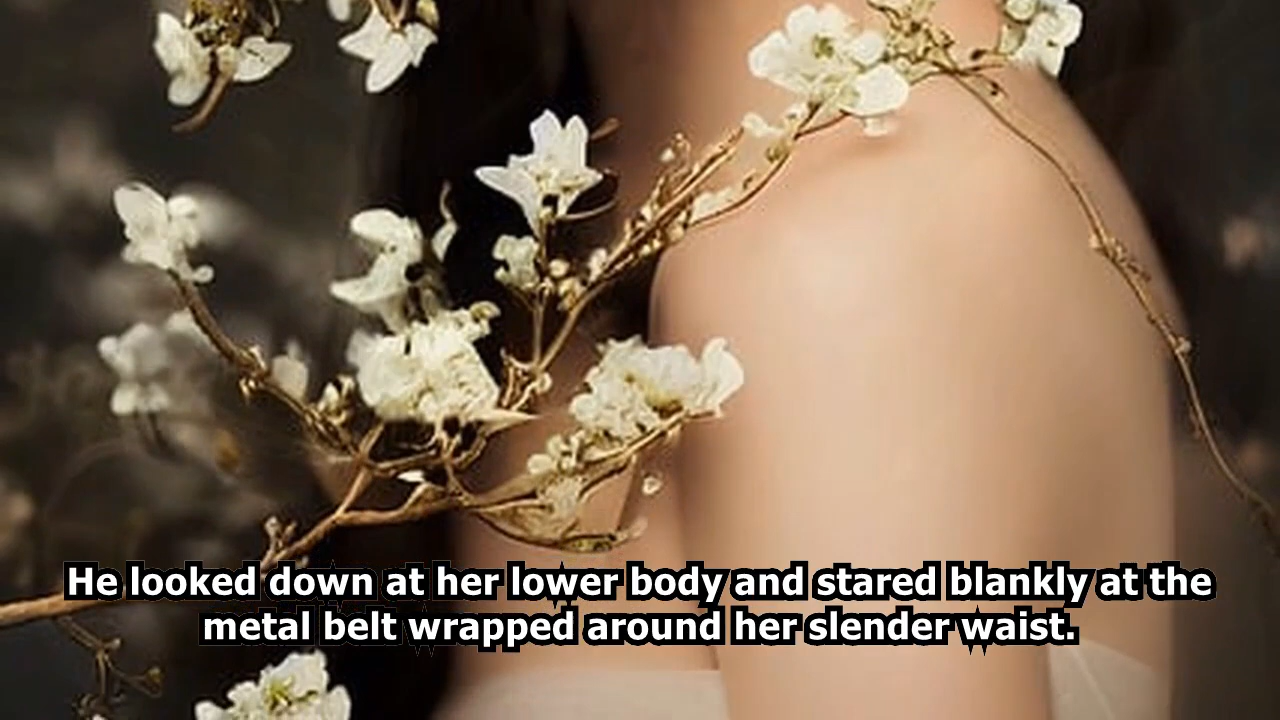 He looked down at her lower body and stared blankly at the
metal belt wrapped around her slender waist.